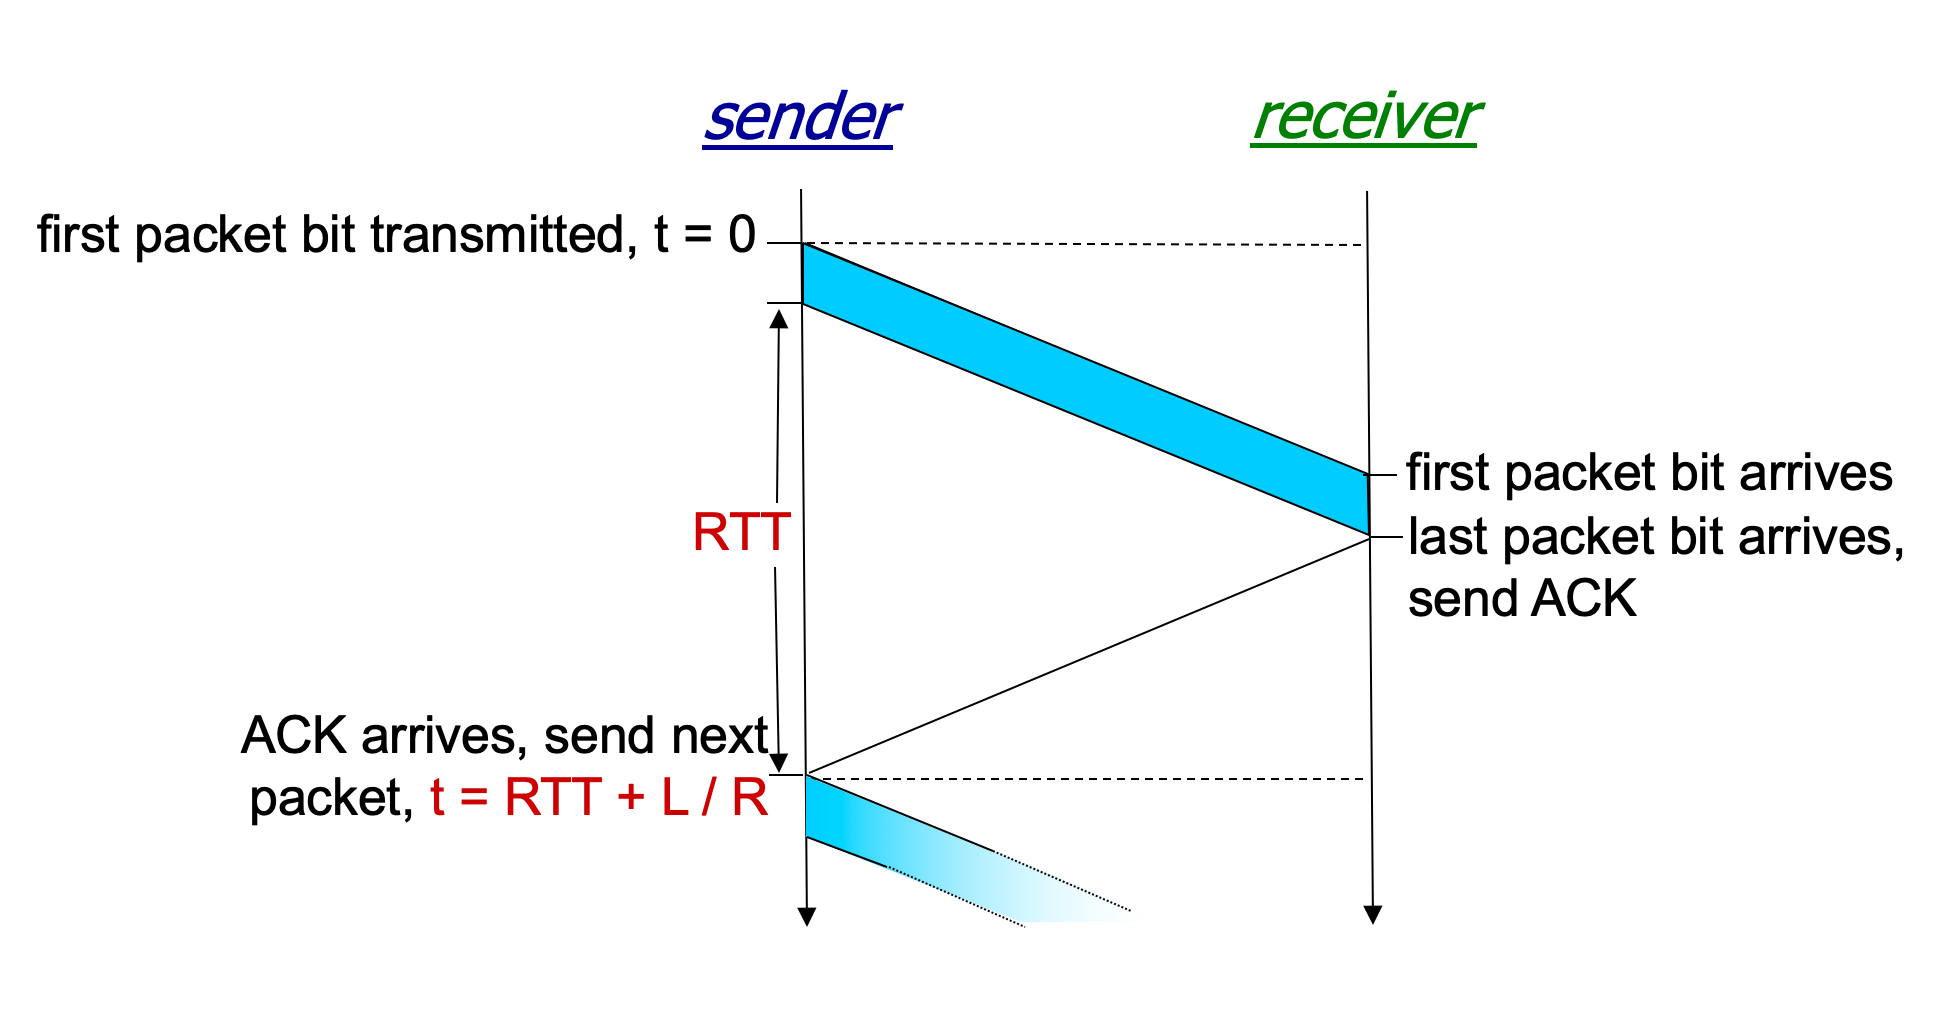 sender
receiver
first packet bit transmitted, t = 0
first packet bit arrives
RTT
last packet bit arrives,
send ACK
ACK arrives, send next
packet, t = RTT + L / R